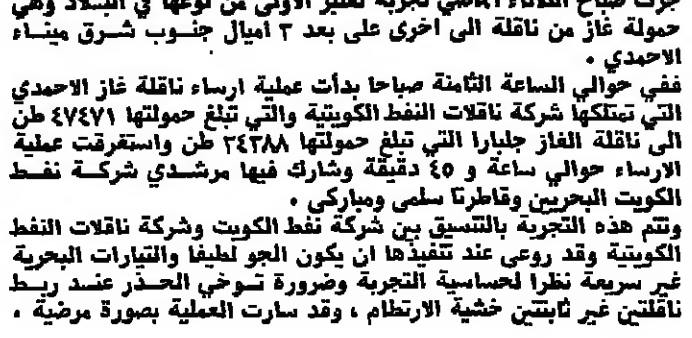 جرت صباح الثلاثاء الماضي تجربة تعتبر الأولى من نوعها في البلاد وهي
حمولة غاز من ناقلة الى اخرى على بعد ٣ اميال جنوب شرق ميناء
الاحمدي .
ففي حوالي الساعة الثامنة صباحا بدأت عملية ارساء ناقلة غاز الاحمدي
التي تمتلكها شركة ناقلات النفط الكويتية والتي تبلغ حمولتها ٤٧٤٧١ طن
الى ناقلة الغاز جلبارا التي تبلغ حمولتها ٢٤٣٨٨ طن واستغرقت عملية
الارساء حوالي ساعة و ٤٥ دقيقة وشارك فيها مرشدي شركة نفط
الكويت البحريين وقاطرتا سلمى ومباركى .
وتتم هذه التجربة بالتنسيق بين شركة نفط الكويت وشركة ناقلات النفط
الكويتية وقد روعى عند تنفيذها ان يكون الجو لطيفا والتيارات البحرية
غير سريعة نظرا لحساسية التجربة وضرورة توخي الحذر عند ربط
ناقلتين غير ثابتتين خشية الارتطام ، وقد سارت العملية بصورة مرضية .